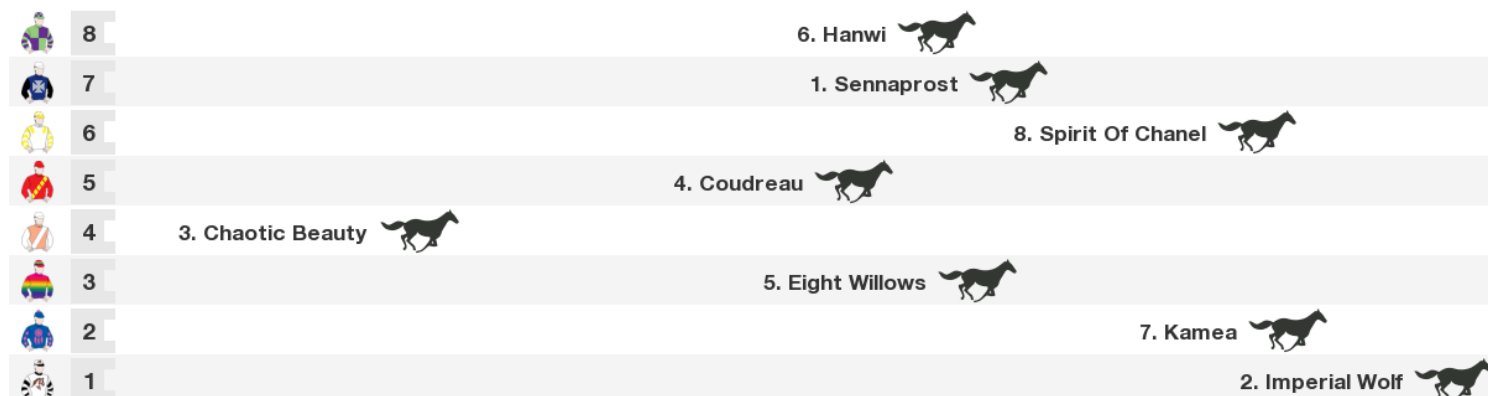 8 6. Hanwi
7 1. Sennaprost
6 8. Spirit Of Chanel
5 4. Coudreau
4 3. Chaotic Beauty
3 5. Eight Willows
2 7. Kamea
1 2. Imperial Wolf